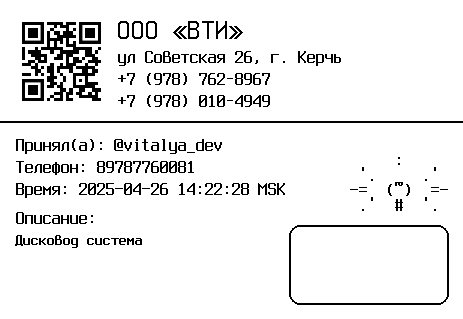 ООО «ВТИ»
ул Советская 26, г. Керчь
+7 (978) 762-8967
+7 (978) 010-4949
Принял(а): @vitalya_dev
Телефон: 89787760081
Время: 2025-04-26 14:22:28 MSK
Описание:
Дисковод система